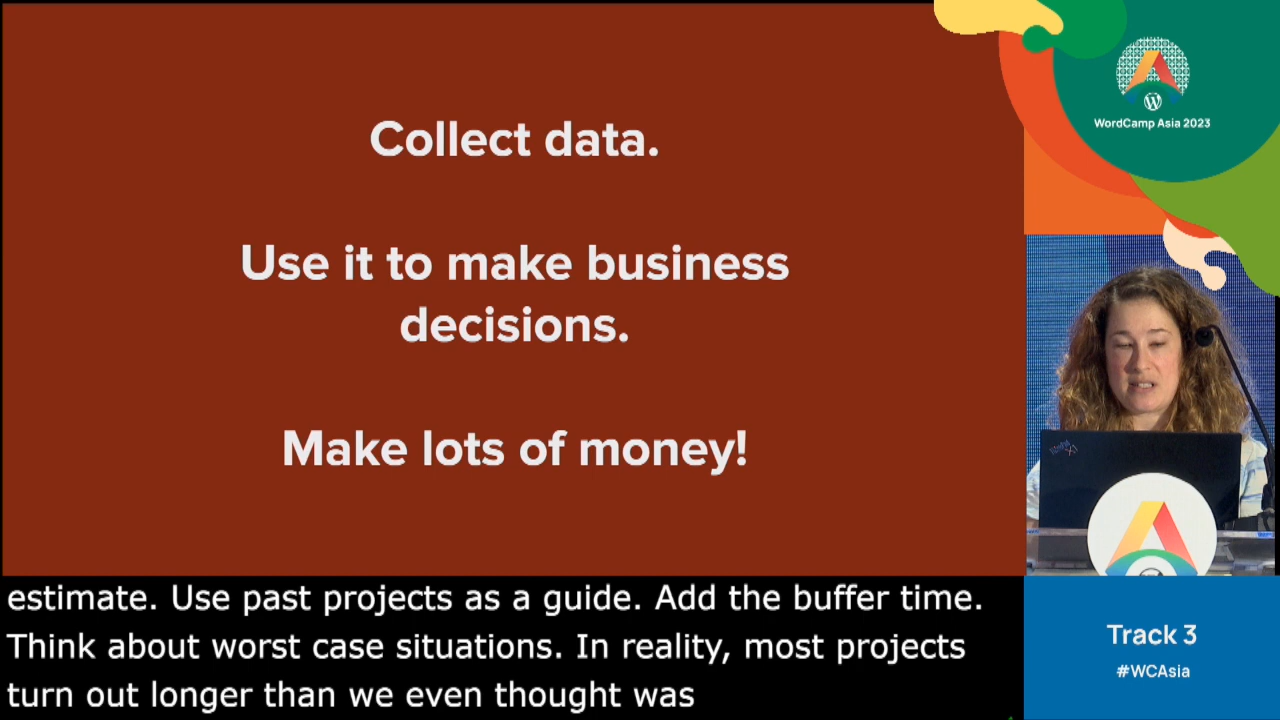 Collect data.
Use it to make business
decisions.
Make lots of money!
WordCamp Asia 2023
estimate. Use past projects as a guide. Add the buffer time.
Think about worst case situations. In reality, most projects
turn out longer than we even thought was
Track 3
#WCAsia